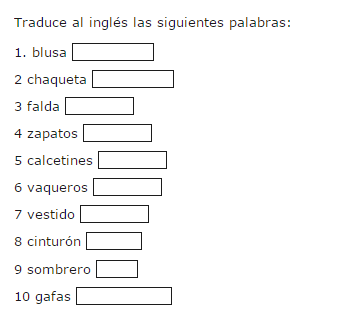 Traduce al inglés las siguientes palabras:
1. blusa
2 chaqueta
3 falda
4 zapatos
5 calcetines
6 vaqueros
7 vestido
8 cinturón
9 sombrero
10 gafas